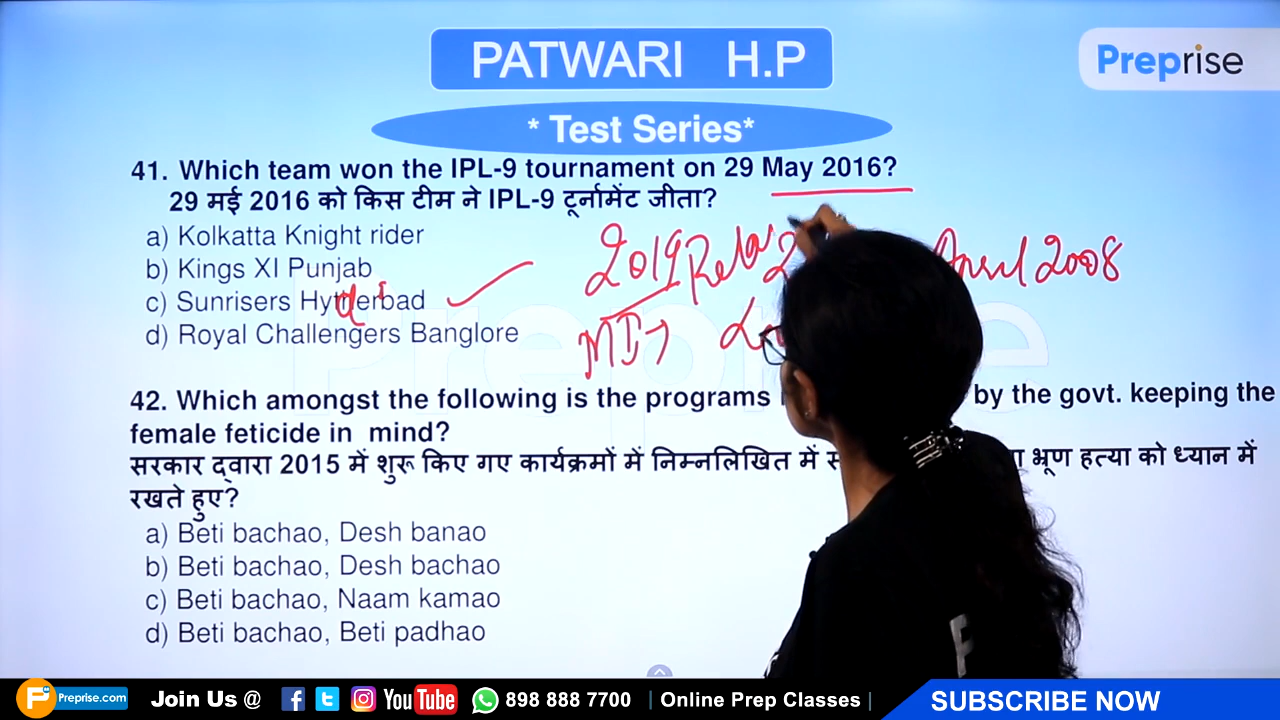 PATWARI H.P
Preprise
* Test Series*
41. Which team won the IPL-9 tournament on 29 May 2016?
29 मई 2016 को किस टीम ने IPL-9 टूर्नामेंट जीता?
a) Kolkatta Knight rider
b) Kings XI Punjab
c) Sunrisers Hytherbad
d) Royal Challengers Banglore
2019
2008
MI
42. Which amongst the following is the programs by the govt. keeping the
female feticide in mind?
सरकार द्वारा 2015 में शुरू किए गए कार्यक्रमों में निम्नलिखित में भ्रूण हत्या को ध्यान में
रखते हुए?
a) Beti bachao, Desh banao
b) Beti bachao, Desh bachao
c) Beti bachao, Naam kamao
d) Beti bachao, Beti padhao
Preprise.com Join Us @ YouTube 898 888 7700 | Online Prep Classes | SUBSCRIBE NOW